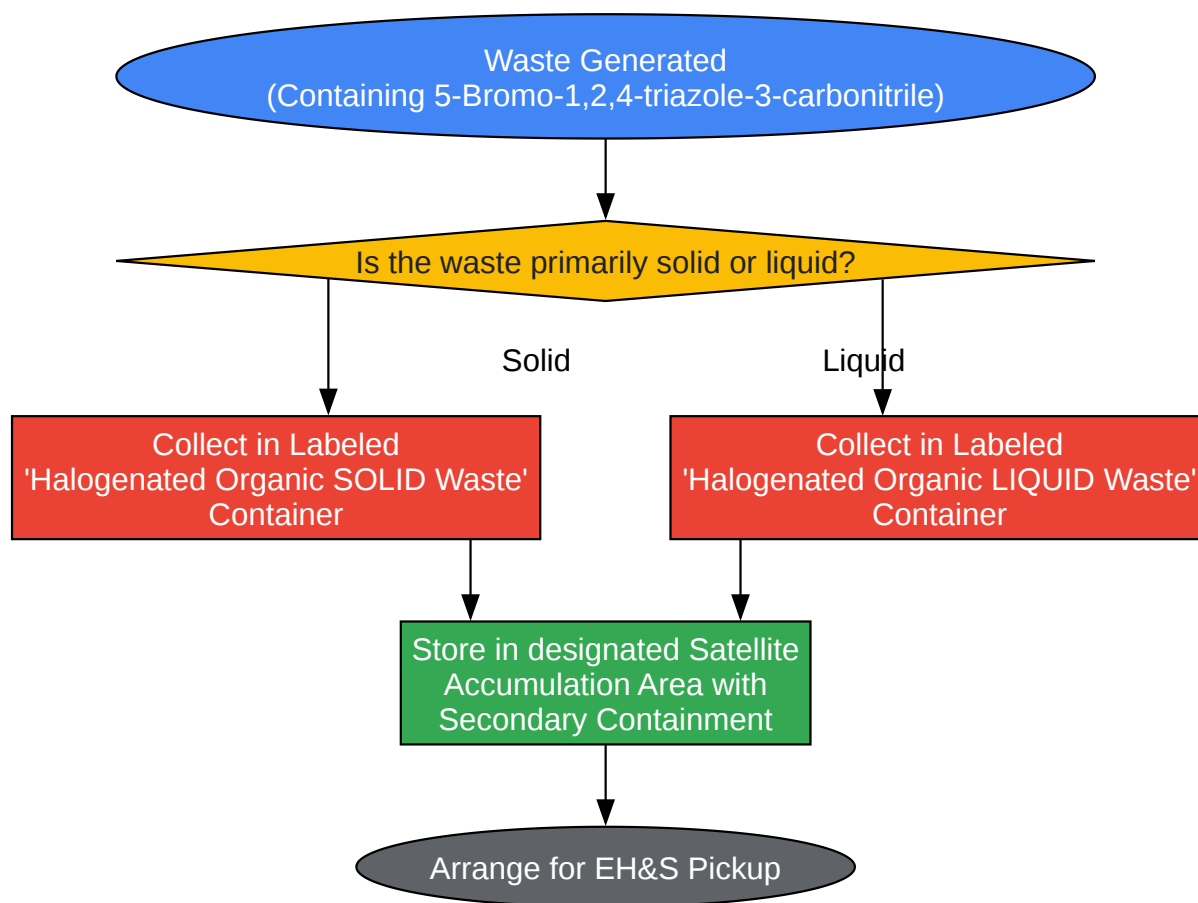 Waste Generated
(Containing 5-Bromo-1,2,4-triazole-3-carbonitrile)
Is the waste primarily solid or liquid?
Solid
Liquid
Collect in Labeled
'Halogenated Organic SOLID Waste'
Container
Collect in Labeled
'Halogenated Organic LIQUID Waste'
Container
Store in designated Satellite
Accumulation Area with
Secondary Containment
Arrange for EH&S Pickup